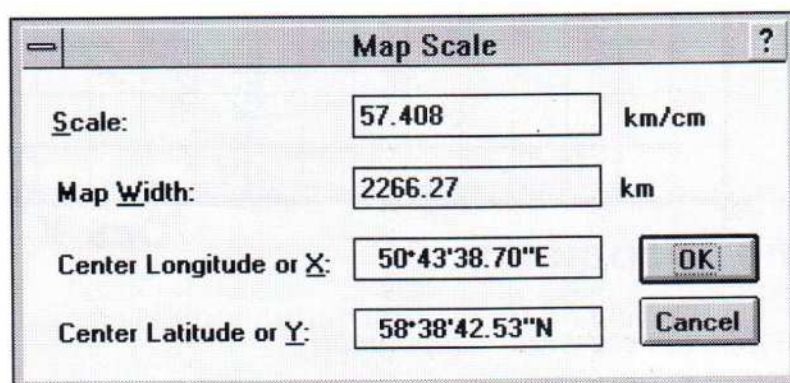 Map Scale ?
Scale: 57.408 km/cm
Map Width: 2266.27 km
Center Longitude or X: 50°43'38.70"E OK
Center Latitude or Y: 58°38'42.53"N Cancel